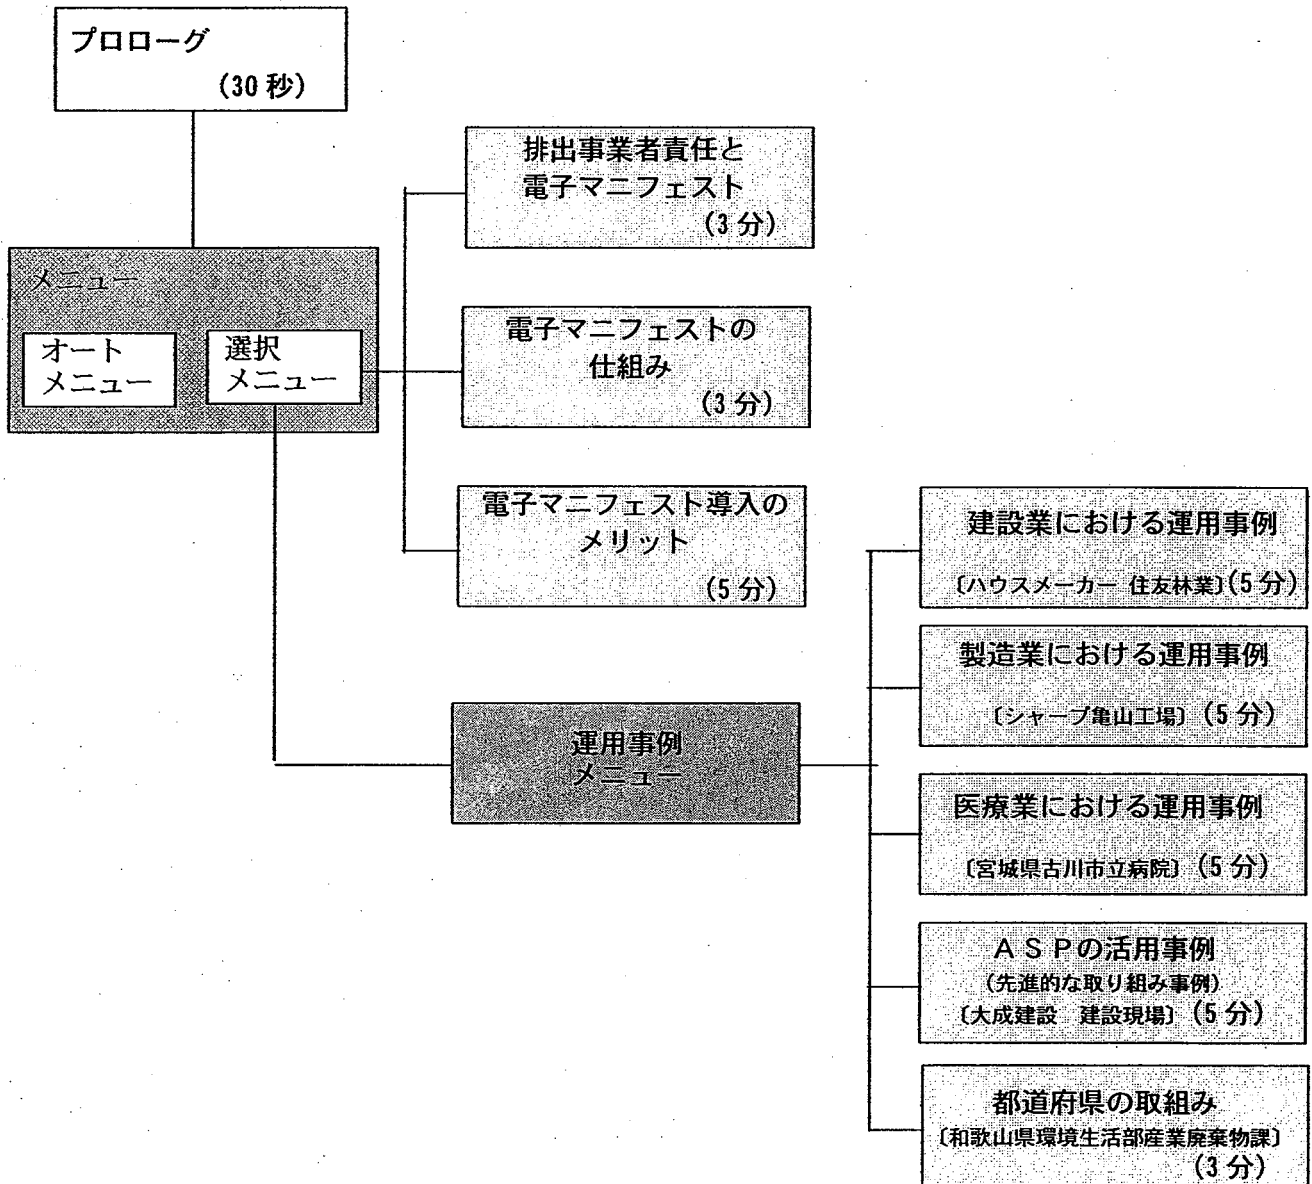 プロローグ
(30 秒)
メニュー
オート
メニュー
選択
メニュー
排出事業者責任と
電子マニフェスト
(3 分)
電子マニフェストの
仕組み
(3 分)
電子マニフェスト導入の
メリット
(5 分)
運用事例
メニュー
建設業における運用事例
〔ハウスメーカー 住友林業〕(5 分)
製造業における運用事例
〔シャープ亀山工場〕(5 分)
医療業における運用事例
〔宮城県古川市立病院〕(5 分)
ASPの活用事例
(先進的な取り組み事例)
〔大成建設 建設現場〕(5 分)
都道府県の取組み
〔和歌山県環境生活部産業廃棄物課〕
(3 分)